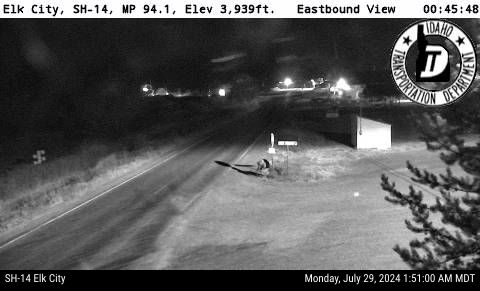 Elk City, SH-14, MP 94.1, Elev 3,939ft. Eastbound View 00:45:48
IDAHO
TRANSPORTATION DEPARTMENT
SH-14 Elk City Monday, July 29, 2024 1:51:00 AM MDT